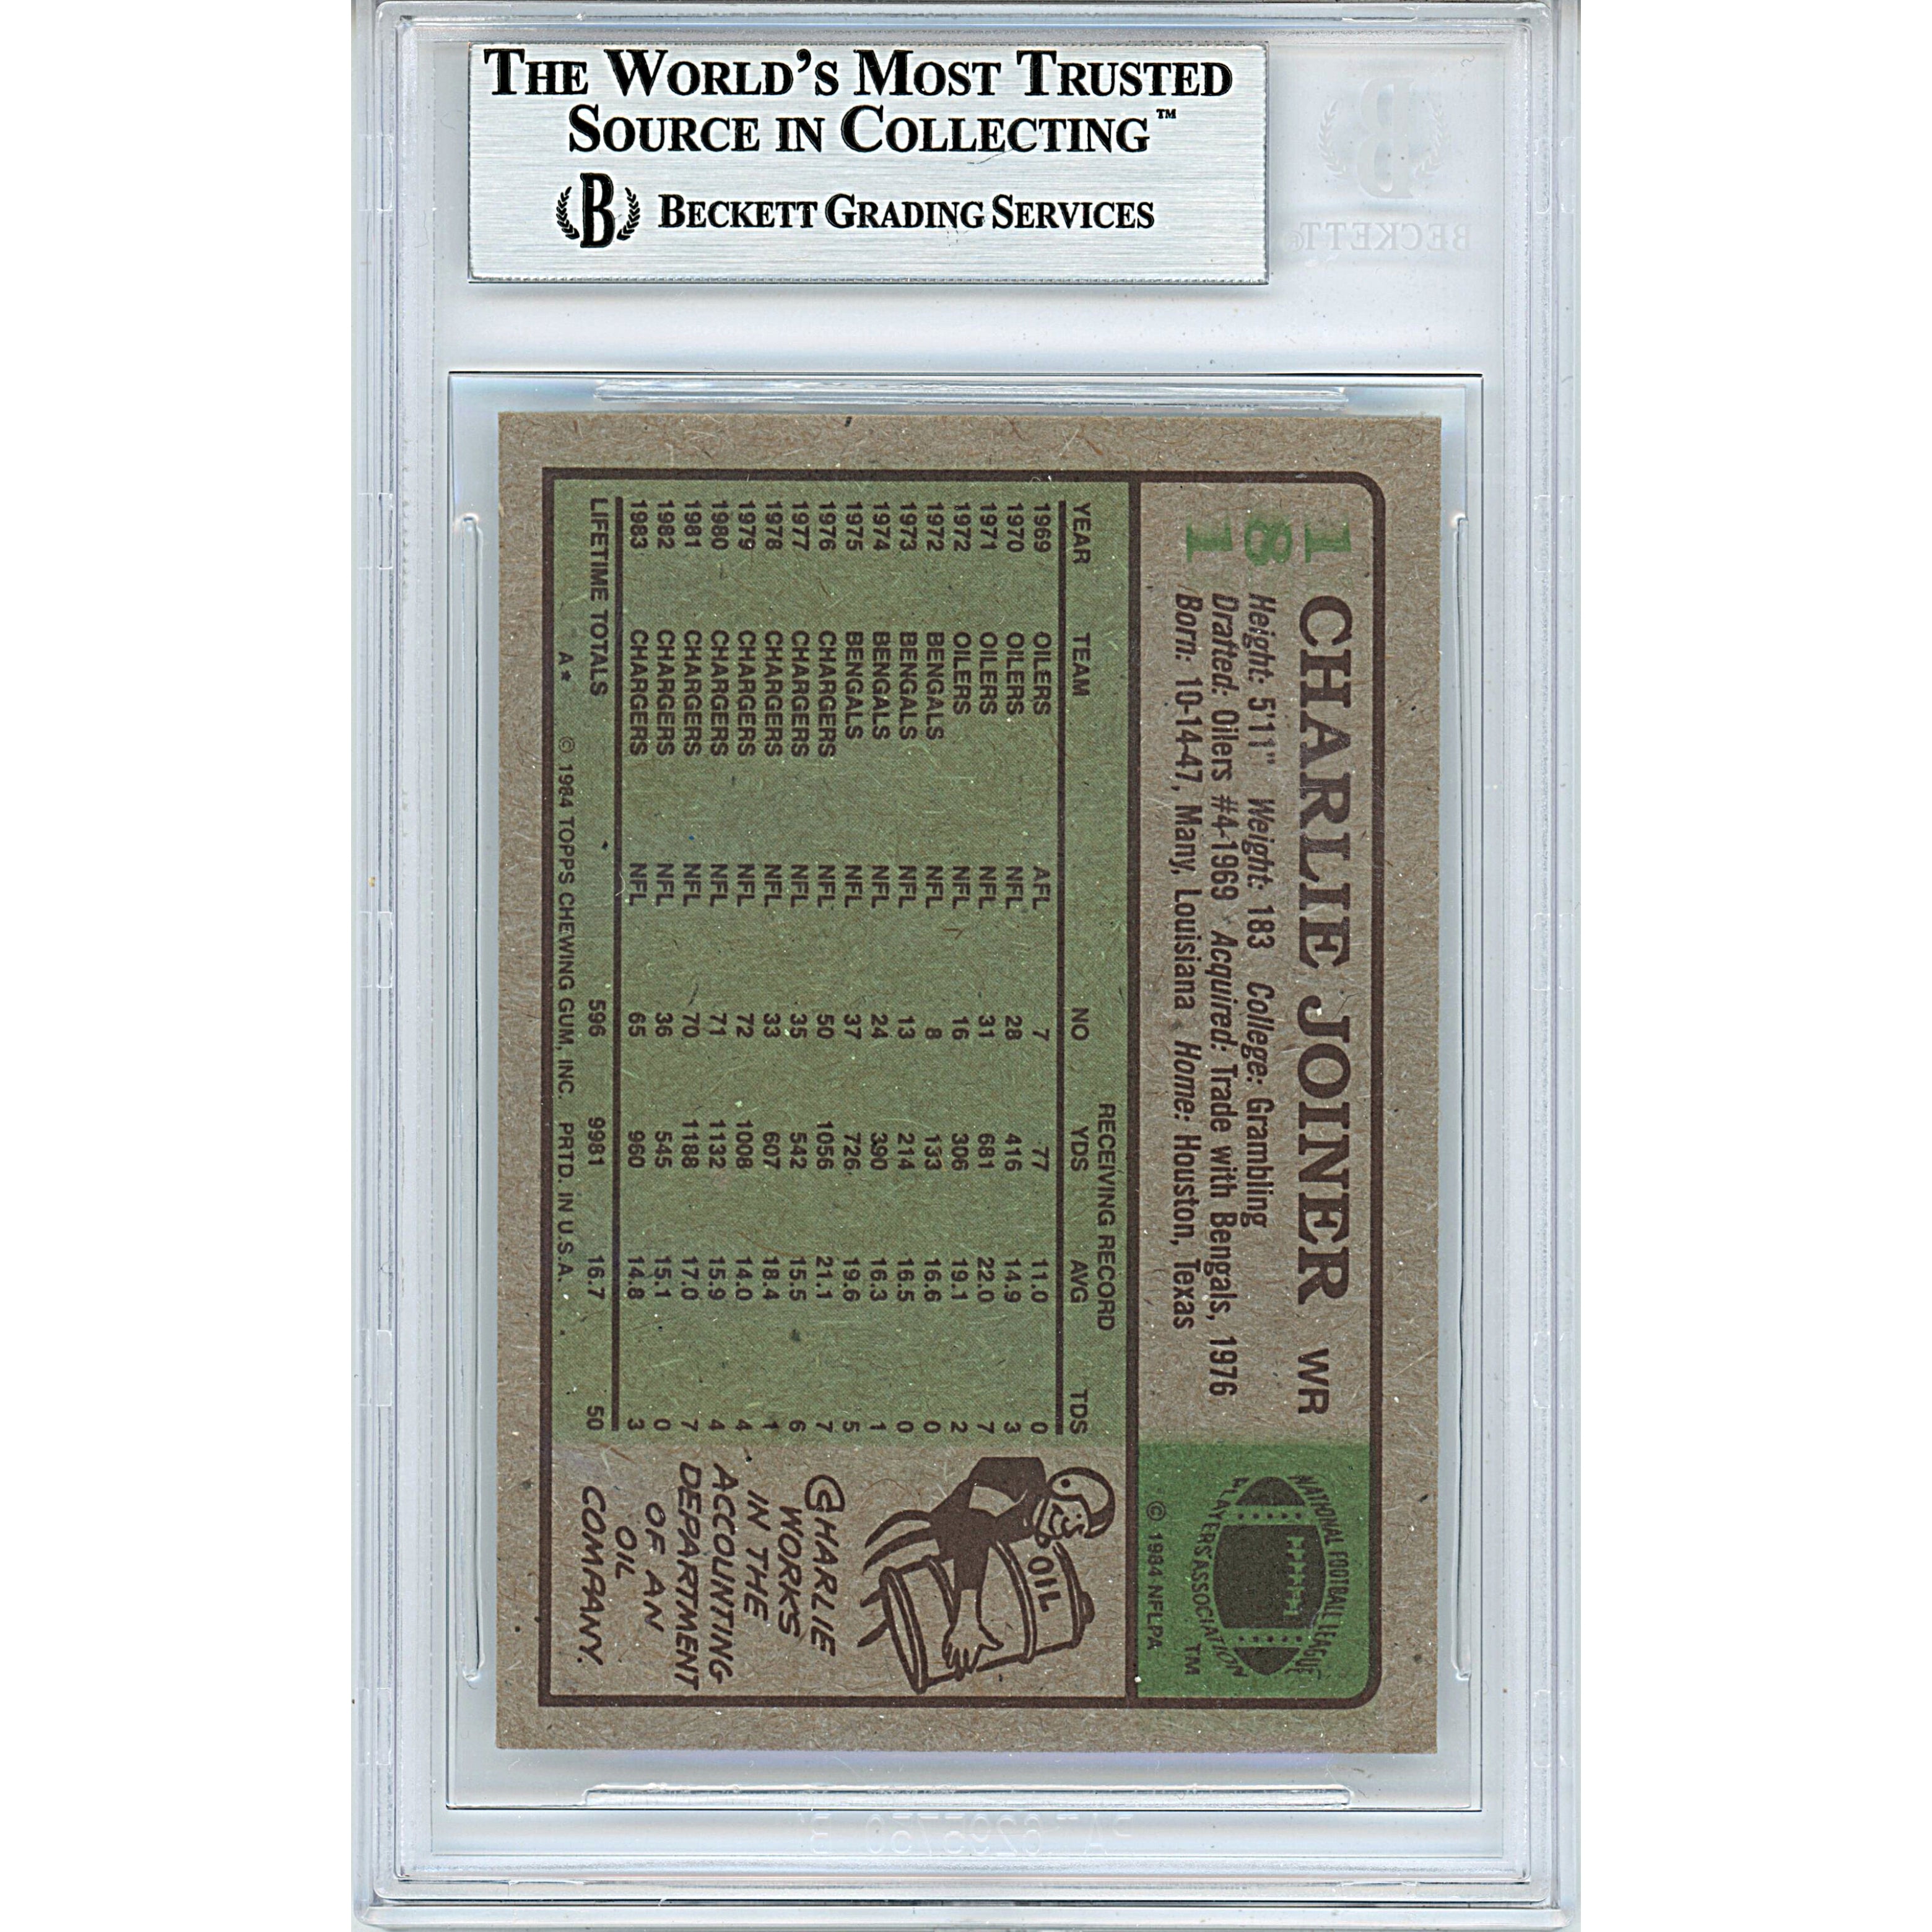 THE WORLD'S MOST TRUSTED
SOURCE IN COLLECTING™
B BECKETT GRADING SERVICES
B
BECKETT®
181
CHARLIE JOINER WR
Height: 5'11" Weight: 183 College: Grambling
Drafted: Oilers #4-1969 Acquired: Trade with Bengals, 1976
Born: 10-14-47, Many, Louisiana Home: Houston, Texas
NATIONAL FOOTBALL LEAGUE
PLAYERS ASSOCIATION
TM
© 1984 NFLPA
RECEIVING RECORD
YEAR TEAM NO YDS AVG TDS
1969 OILERS AFL 7 77 11.0 0
1970 OILERS NFL 28 416 14.9 3
1971 OILERS NFL 31 681 22.0 7
1972 OILERS NFL 16 306 19.1 2
1972 BENGALS NFL 8 133 16.6 0
1973 BENGALS NFL 13 214 16.5 0
1974 BENGALS NFL 24 390 16.3 1
1975 BENGALS NFL 37 726 19.6 5
1976 CHARGERS NFL 50 1056 21.1 7
1977 CHARGERS NFL 35 542 15.5 6
1978 CHARGERS NFL 33 607 18.4 1
1979 CHARGERS NFL 72 1008 14.0 4
1980 CHARGERS NFL 71 1132 15.9 4
1981 CHARGERS NFL 70 1188 17.0 7
1982 CHARGERS NFL 36 545 15.1 0
1983 CHARGERS NFL 65 960 14.8 3
LIFETIME TOTALS 596 9981 16.7 50
A* © 1984 TOPPS CHEWING GUM, INC. PRTD. IN U.S.A.
OIL
CHARLIE
WORKS
IN THE
ACCOUNTING
DEPARTMENT
OF AN
OIL
COMPANY.